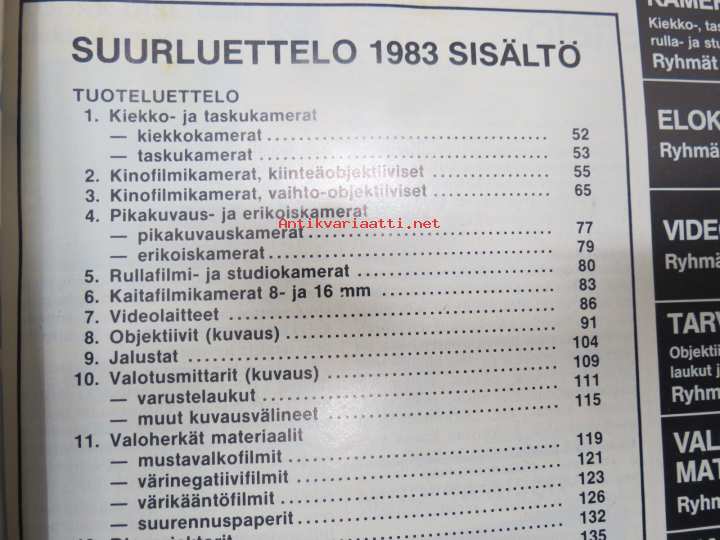 SUURLUETTELO 1983 SISÄLTÖ
TUOTELUETTELO
1. Kiekko- ja taskukamerat
— kiekkokamerat 52
— taskukamerat 53
2. Kinofilmikamerat, kiinteäobjektiiviset 55
3. Kinofilmikamerat, vaihto-objektiiviset 65
4. Pikakuvaus- ja erikoiskamerat
Antikvariaatti.net
— pikakuvauskamerat 77
— erikoiskamerat 79
5. Rullafilmi- ja studiokamerat 80
6. Kaitafilmikamerat 8- ja 16 mm 83
7. Videolaitteet 86
8. Objektiivit (kuvaus) 91
9. Jalustat 104
10. Valotusmittarit (kuvaus) 109
— varustelaukut 111
— muut kuvausvälineet 115
11. Valoherkät materiaalit
— mustavalkofilmit 119
— värinegatiivifilmit 121
— värikääntöfilmit 123
— suurennuspaperit 126
132
135
Kiekko-, tas
rulla- ja stu
Ryhmät
ELOK
Ryhmä
VIDEO
Ryhmä
TARV
Objektii
laukut j
Ryhm
VAL
MAT
Ryhm